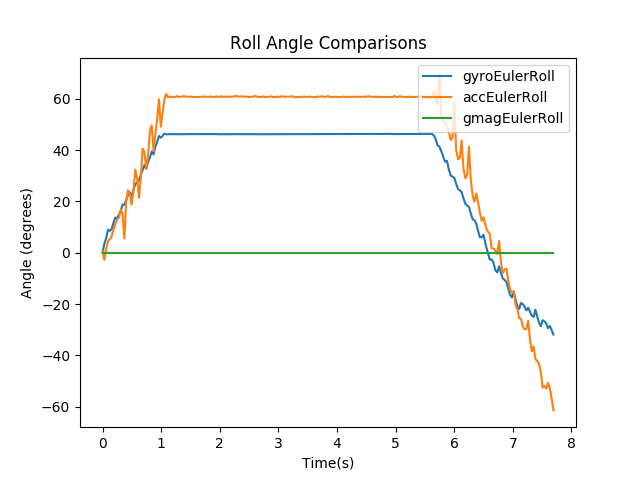 Roll Angle Comparisons
gyroEulerRoll
accEulerRoll
gmagEulerRoll
Angle (degrees)
60
40
20
0
−20
−40
−60
0 1 2 3 4 5 6 7 8
Time(s)